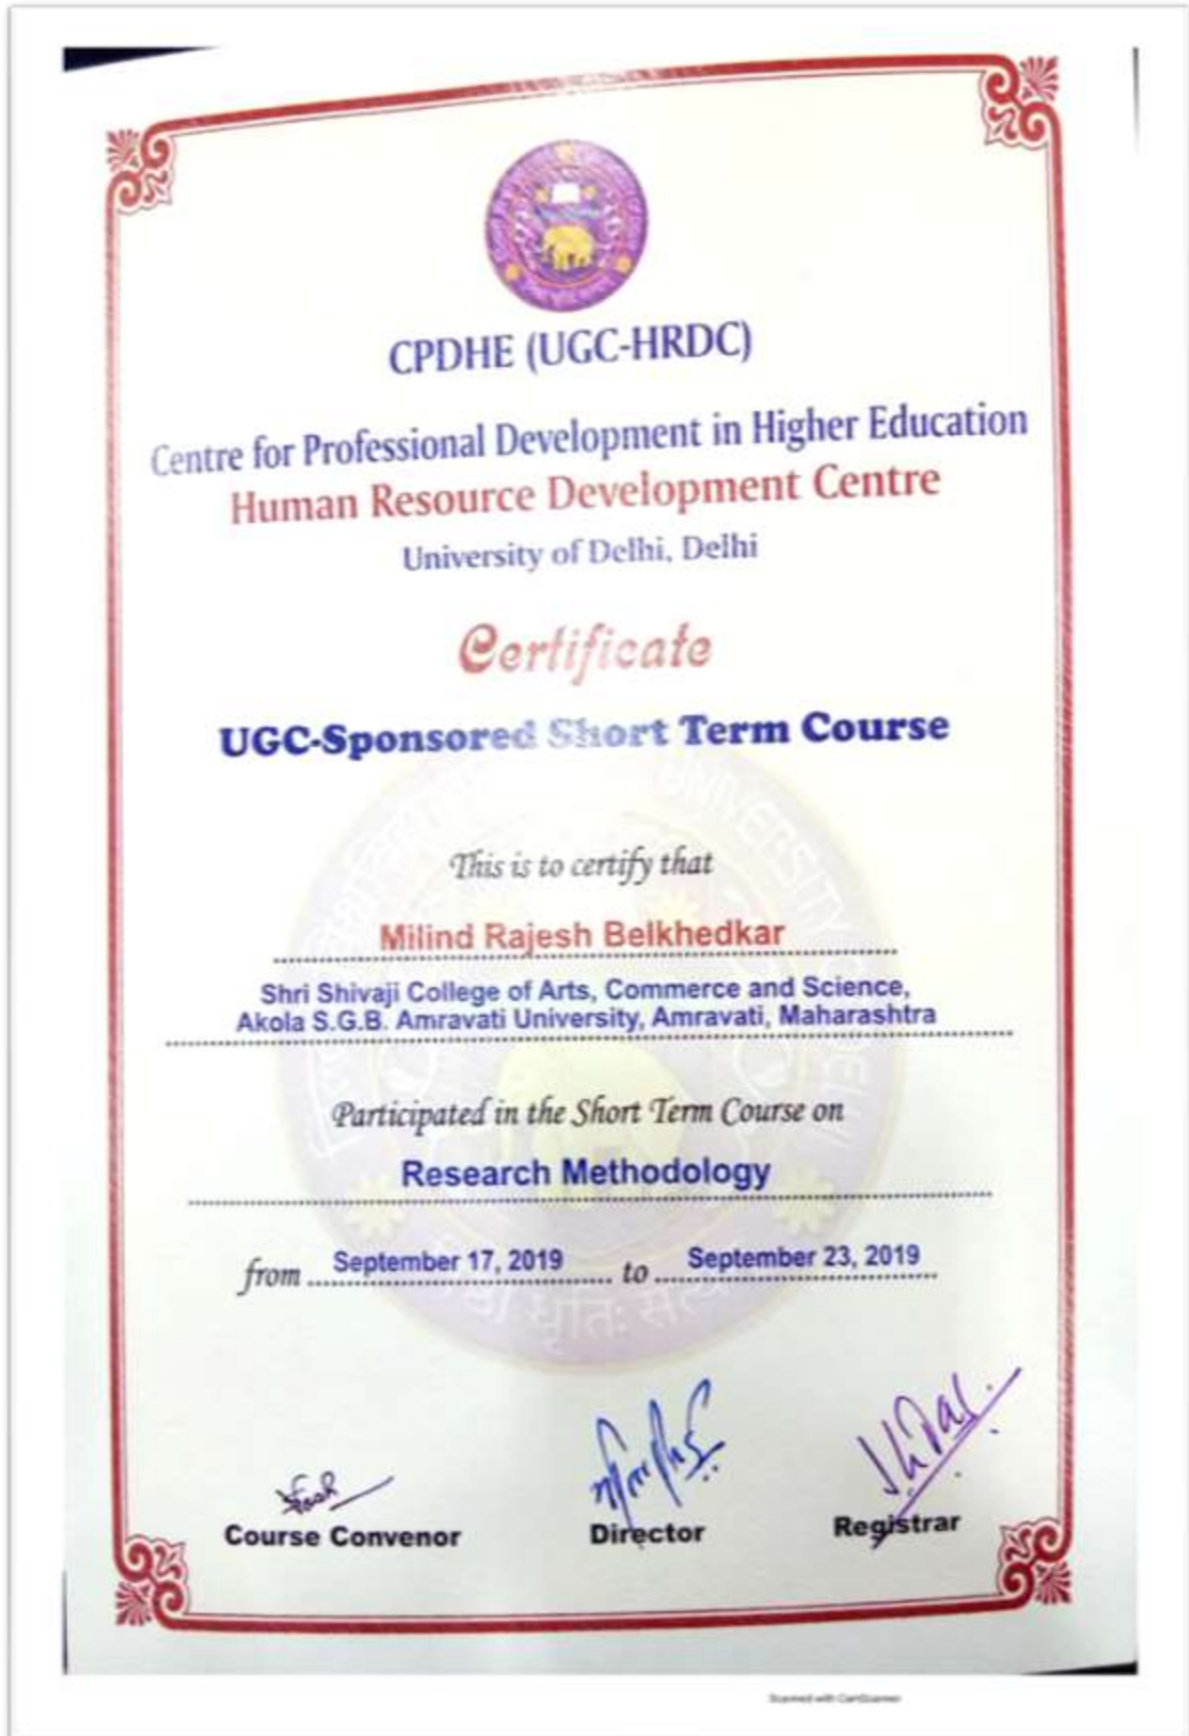 CPDHE (UGC-HRDC)
Centre for Professional Development in Higher Education
Human Resource Development Centre
University of Delhi, Delhi
Certificate
UGC-Sponsored Short Term Course
This is to certify that
Milind Rajesh Belkhedkar
Shri Shivaji College of Arts, Commerce and Science,
Akola S.G.B. Amravati University, Amravati, Maharashtra
Participated in the Short Term Course on
Research Methodology
from September 17, 2019 to September 23, 2019
Course Convenor
Director
Registrar
Scanned with CamScanner